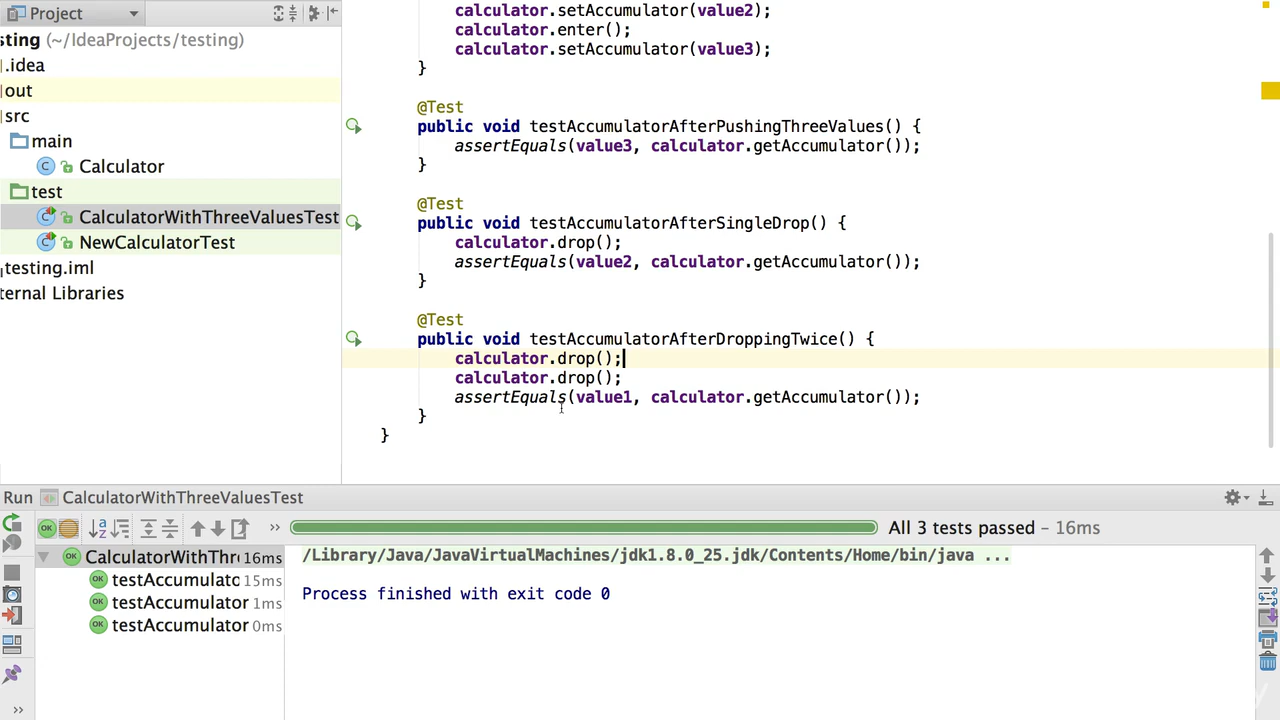 Project
sting (~/IdeaProjects/testing)
.idea
out
src
main
Calculator
test
CalculatorWithThreeValuesTest
NewCalculatorTest
testing.iml
ternal Libraries
calculator.setAccumulator(value2);
calculator.enter();
calculator.setAccumulator(value3);
}
@Test
public void testAccumulatorAfterPushingThreeValues() {
assertEquals(value3, calculator.getAccumulator());
}
@Test
public void testAccumulatorAfterSingleDrop() {
calculator.drop();
assertEquals(value2, calculator.getAccumulator());
}
@Test
public void testAccumulatorAfterDroppingTwice() {
calculator.drop();
calculator.drop();
assertEquals(value1, calculator.getAccumulator());
}
}
Run CalculatorWithThreeValuesTest
All 3 tests passed – 16ms
CalculatorWithThr 16ms
testAccumulato 15ms
testAccumulator 1ms
testAccumulator 0ms
/Library/Java/JavaVirtualMachines/jdk1.8.0_25.jdk/Contents/Home/bin/java ...
Process finished with exit code 0